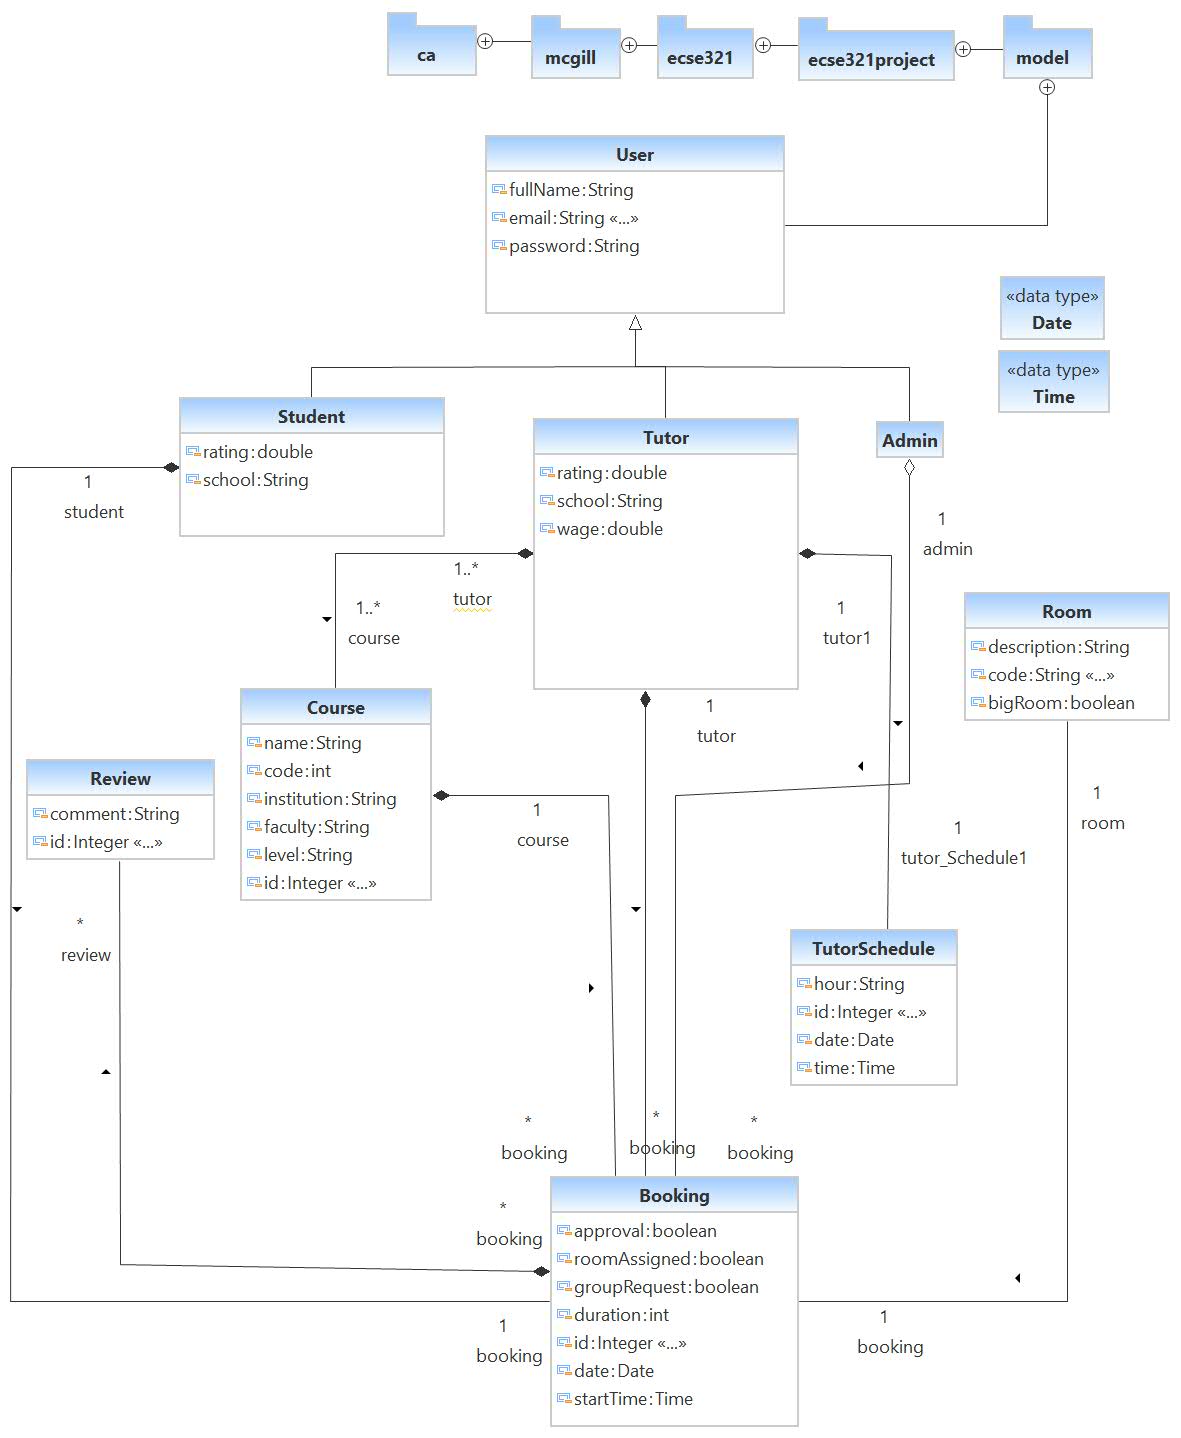 ca
mcgill
ecse321
ecse321project
model
User
fullName:String
email:String «...»
password:String
«data type»
Date
«data type»
Time
Student
rating:double
school:String
1
student
Tutor
rating:double
school:String
wage:double
Admin
1
admin
1..*
tutor
1..*
course
1
tutor1
Room
description:String
code:String «...»
bigRoom:boolean
1
tutor
Course
name:String
code:int
institution:String
faculty:String
level:String
id:Integer «...»
Review
comment:String
id:Integer «...»
1
course
1
room
1
tutor_Schedule1
*
review
TutorSchedule
hour:String
id:Integer «...»
date:Date
time:Time
*
booking
*
booking
*
booking
*
booking
Booking
approval:boolean
roomAssigned:boolean
groupRequest:boolean
duration:int
id:Integer «...»
date:Date
startTime:Time
1
booking
1
booking